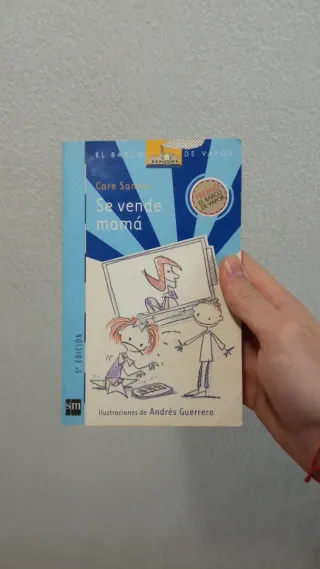 EL BARCO DE VAPOR
Care
Se vende
mamá
PREMIO
EL BARCO
DE VAPOR
5ª EDICIÓN
sm
Ilustraciones de Andrés Guerrero